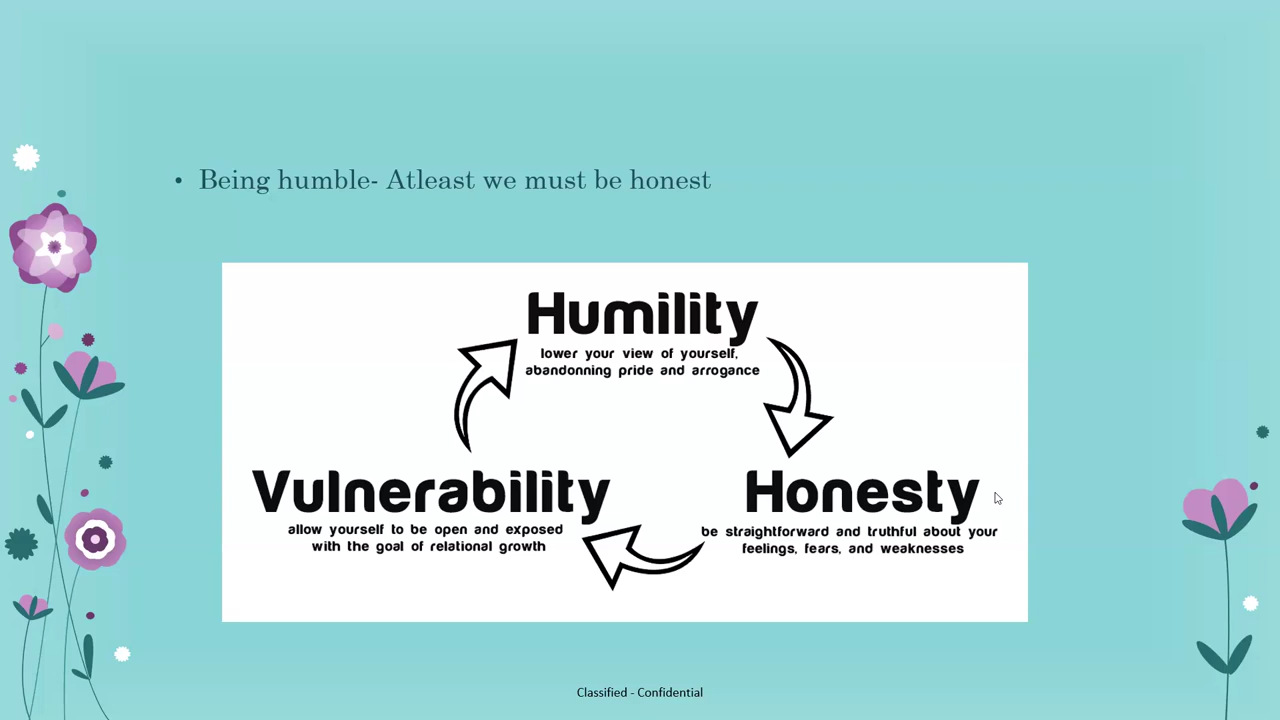 • Being humble- Atleast we must be honest
Humility
lower your view of yourself,
abandonning pride and arrogance
Vulnerability
allow yourself to be open and exposed
with the goal of relational growth
Honesty
be straightforward and truthful about your
feelings, fears, and weaknesses
Classified - Confidential